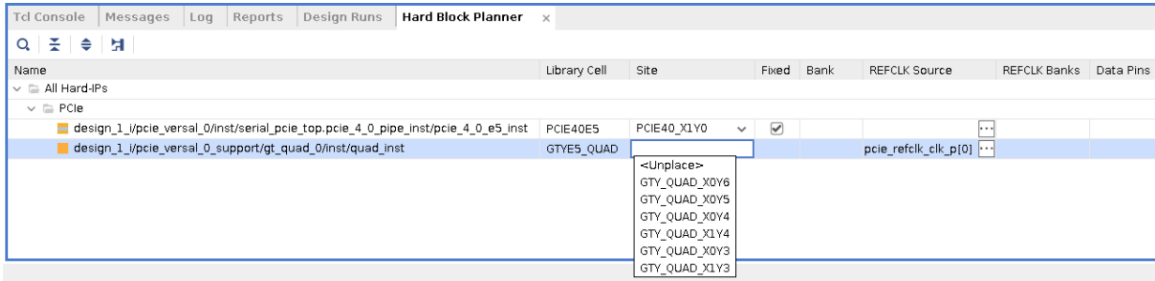 Tcl Console Messages Log Reports Design Runs Hard Block Planner ×
Name Library Cell Site Fixed Bank REFCLK Source REFCLK Banks Data Pins
All Hard-IPs
PCIe
design_1_i/pcie_versal_0/inst/serial_pcie_top.pcie_4_0_pipe_inst/pcie_4_0_e5_inst PCIE40E5 PCIE40_X1Y0 ...
design_1_i/pcie_versal_0_support/gt_quad_0/inst/quad_inst GTYE5_QUAD pcie_refclk_clk_p[0] ...
<Unplace>
GTY_QUAD_X0Y6
GTY_QUAD_X0Y5
GTY_QUAD_X0Y4
GTY_QUAD_X1Y4
GTY_QUAD_X0Y3
GTY_QUAD_X1Y3